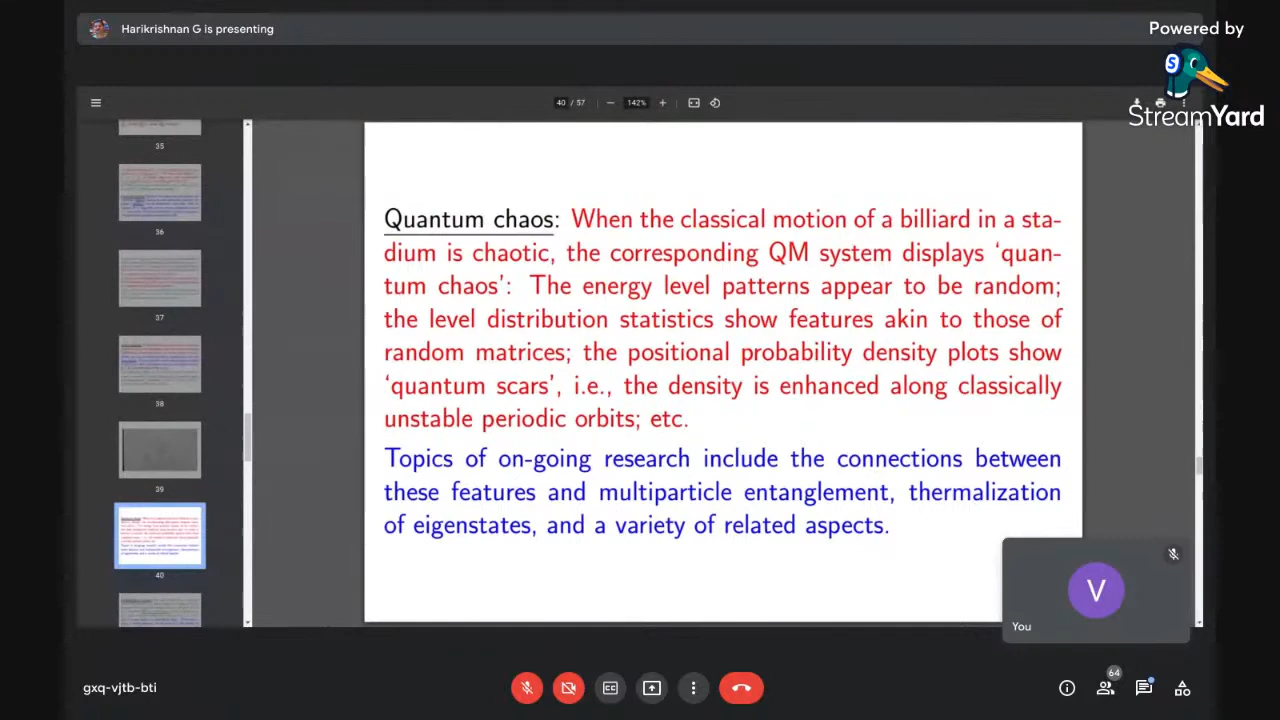 Harikrishnan G is presenting
Powered by
StreamYard
40 / 57
142%
35
36
37
38
39
40
Quantum chaos: When the classical motion of a billiard in a sta-
dium is chaotic, the corresponding QM system displays ‘quan-
tum chaos’: The energy level patterns appear to be random;
the level distribution statistics show features akin to those of
random matrices; the positional probability density plots show
‘quantum scars’, i.e., the density is enhanced along classically
unstable periodic orbits; etc.
Topics of on-going research include the connections between
these features and multiparticle entanglement, thermalization
of eigenstates, and a variety of related aspects.
V
You
gxq-vjtb-bti
CC
64